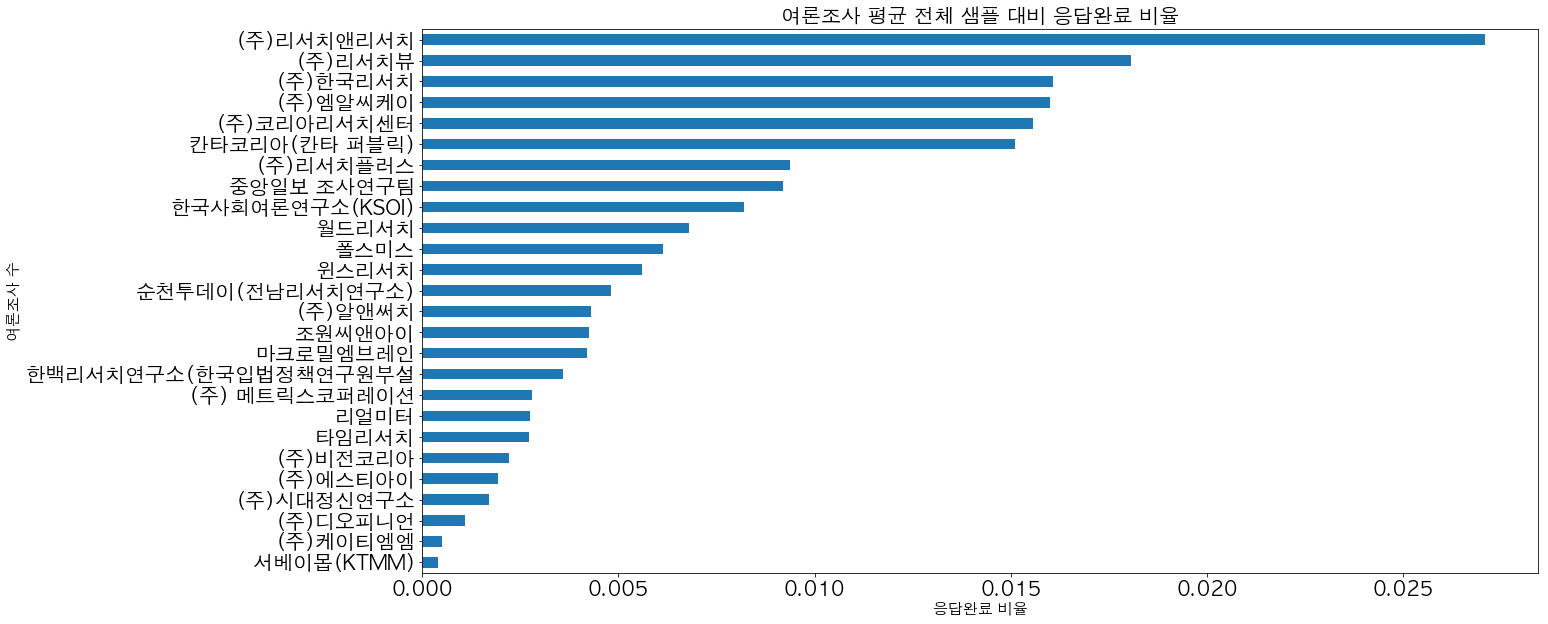 여론조사 평균 전체 샘플 대비 응답완료 비율
(주)리서치앤리서치
(주)리서치뷰
(주)한국리서치
(주)엠알씨케이
(주)코리아리서치센터
칸타코리아(칸타 퍼블릭)
(주)리서치플러스
중앙일보 조사연구팀
한국사회여론연구소(KSOI)
월드리서치
폴스미스
윈스리서치
순천투데이(전남리서치연구소)
(주)알앤써치
조원씨앤아이
마크로밀엠브레인
한백리서치연구소(한국입법정책연구원부설
(주) 메트릭스코퍼레이션
리얼미터
타임리서치
(주)비전코리아
(주)에스티아이
(주)시대정신연구소
(주)디오피니언
(주)케이티엠엠
서베이몹(KTMM)
여론조사 수
0.000 0.005 0.010 0.015 0.020 0.025
응답완료 비율